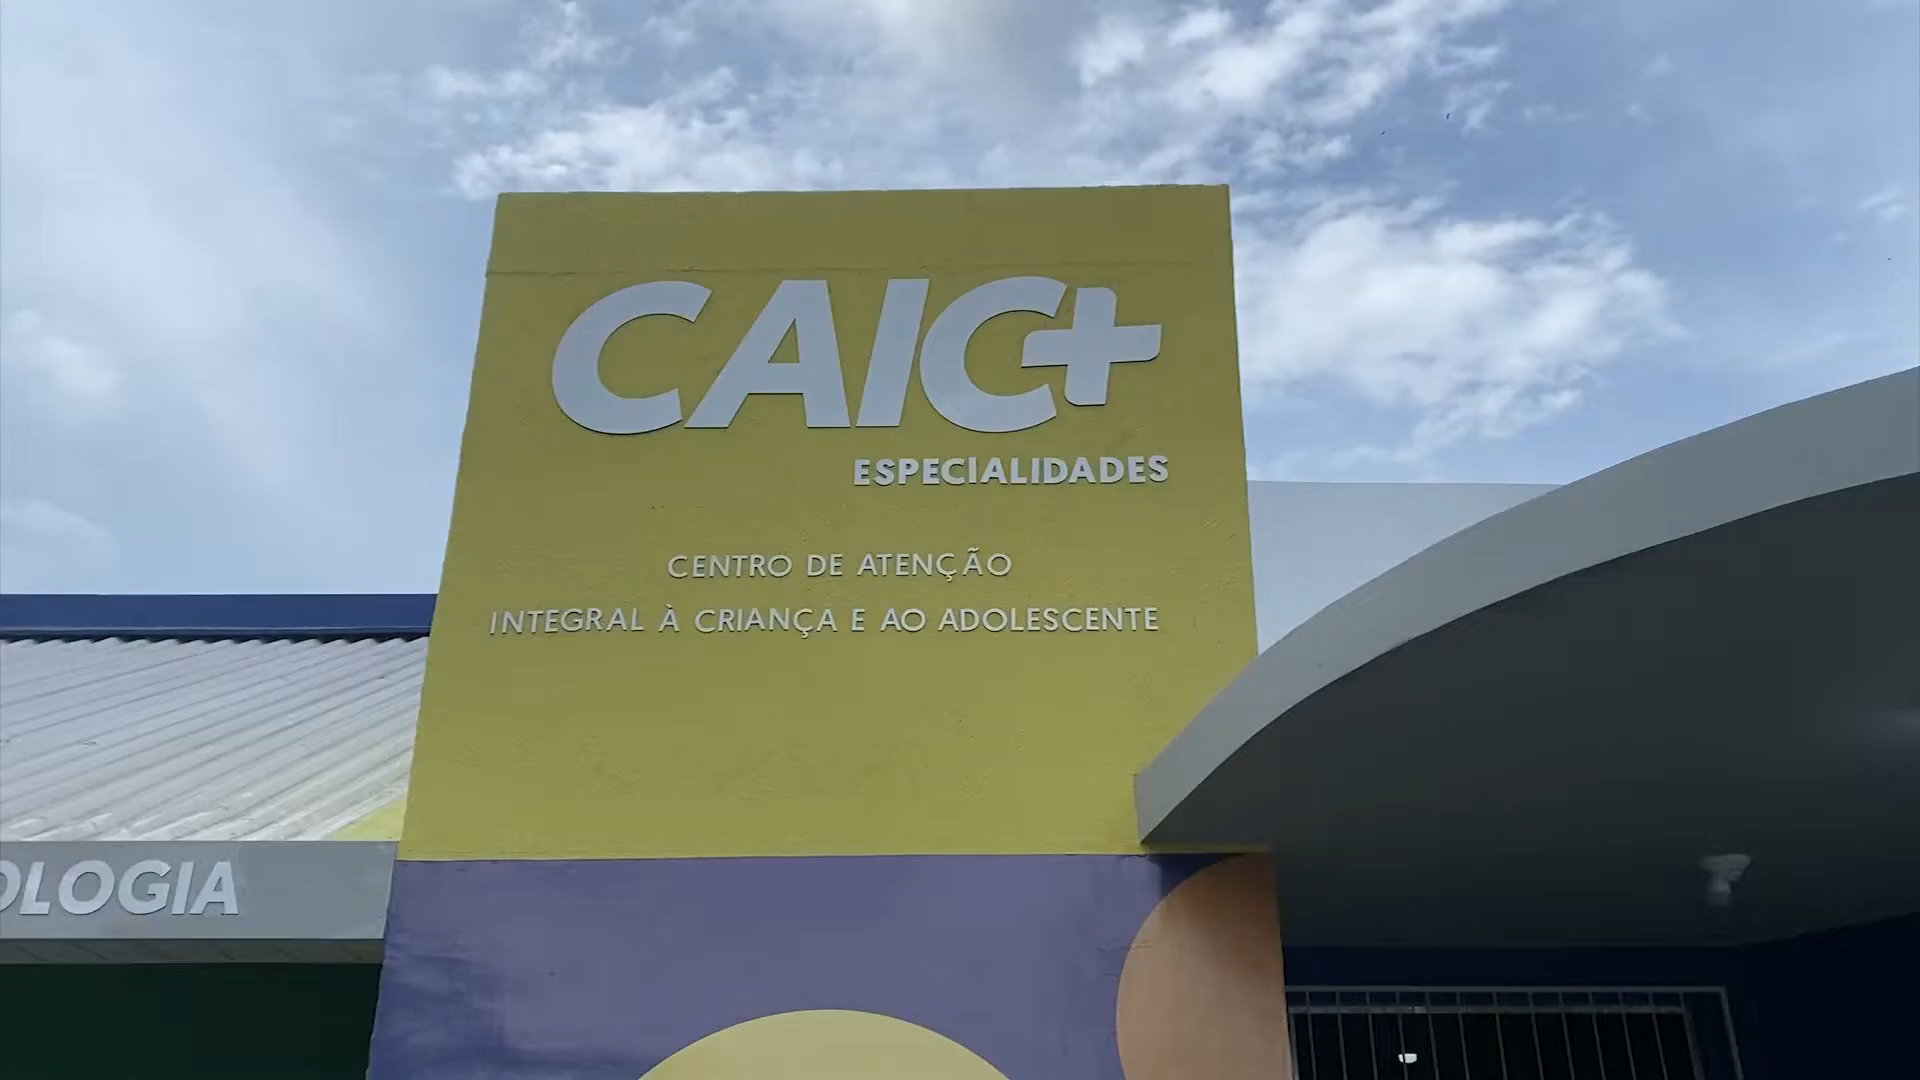 CAIC+
ESPECIALIDADES
CENTRO DE ATENÇÃO
INTEGRAL À CRIANÇA E AO ADOLESCENTE
OLOGIA